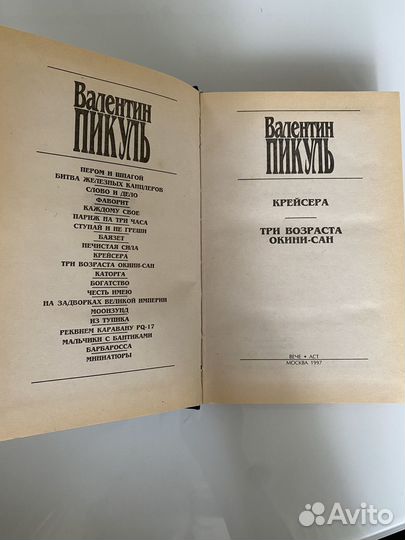 Валентин
ПИКУЛЬ
ПЕРОМ И ШПАГОЙ
БИТВА ЖЕЛЕЗНЫХ КАНЦЛЕРОВ
СЛОВО И ДЕЛО
ФАВОРИТ
КАЖДОМУ СВОЕ
ПАРИЖ НА ТРИ ЧАСА
СТУПАЙ И НЕ ГРЕШИ
БАЯЗЕТ
НЕЧИСТАЯ СИЛА
КРЕЙСЕРА
ТРИ ВОЗРАСТА ОКИНИ-САН
КАТОРГА
БОГАТСТВО
ЧЕСТЬ ИМЕЮ
НА ЗАДВОРКАХ ВЕЛИКОЙ ИМПЕРИИ
МООНЗУНД
ИЗ ТУПИКА
РЕКВИЕМ КАРАВАНУ PQ-17
МАЛЬЧИКИ С БАНТИКАМИ
БАРБАРОССА
МИНИАТЮРЫ
Валентин
ПИКУЛЬ
КРЕЙСЕРА
ТРИ ВОЗРАСТА
ОКИНИ-САН
ВЕЧЕ • АСТ
МОСКВА 1997
Avito